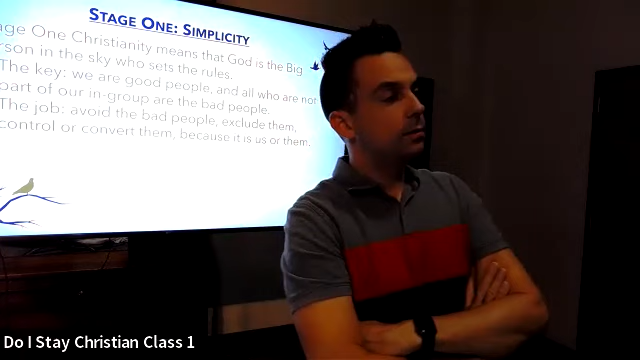 STAGE ONE: SIMPLICITY
age One Christianity means that God is the Big
rson in the sky who sets the rules.
The key: we are good people, and all who are not
part of our in-group are the bad people.
The job: avoid the bad people, exclude them,
control or convert them, because it is us or them.
Do I Stay Christian Class 1